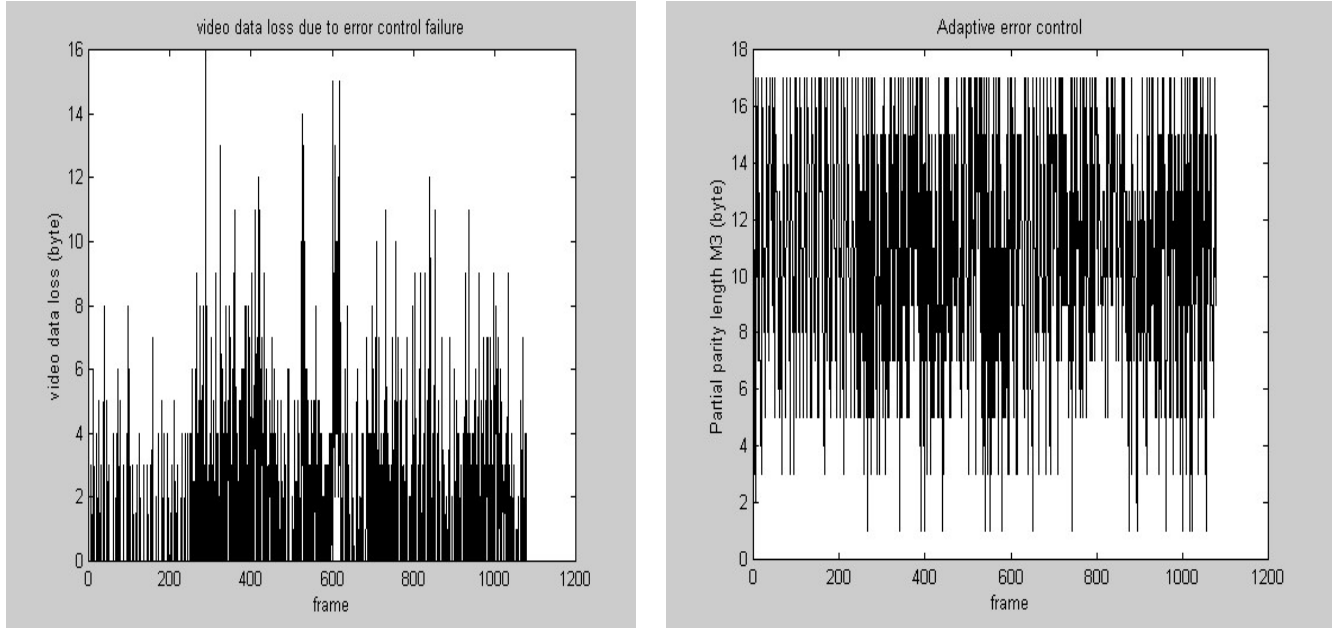 video data loss due to error control failure
video data loss (byte)
16
14
12
10
8
6
4
2
0
0 200 400 600 800 1000 1200
frame
Adaptive error control
Partial parity length M3 (byte)
18
16
14
12
10
8
6
4
2
0
0 200 400 600 800 1000 1200
frame